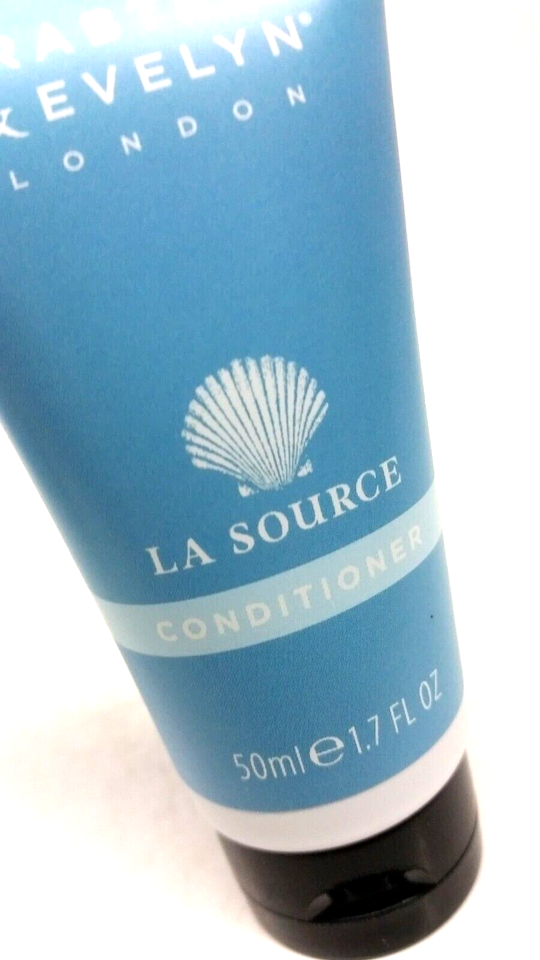 & EVELYN®
LONDON
LA SOURCE
CONDITIONER
50ml ℮ 1.7 FL OZ